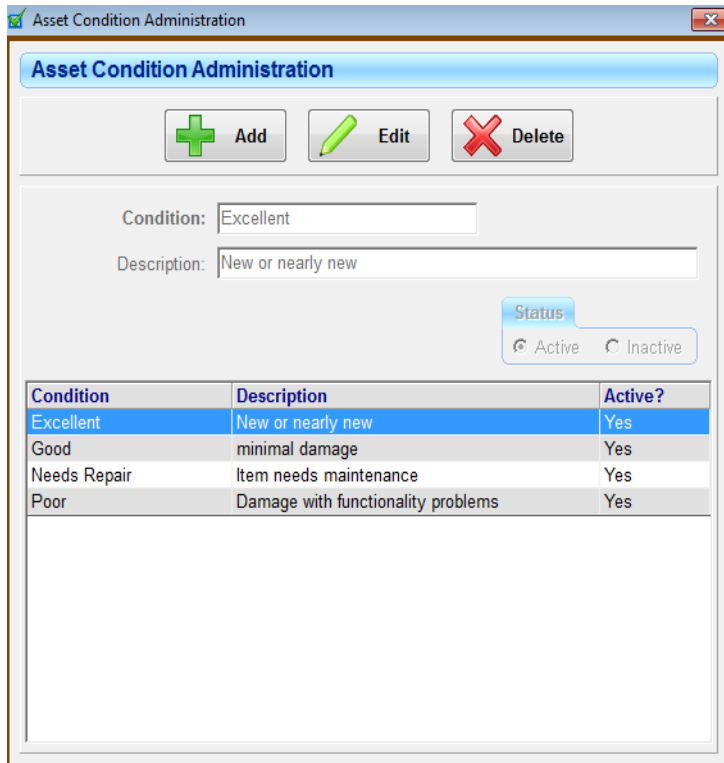 Asset Condition Administration
Asset Condition Administration
Add Edit Delete
Condition: Excellent
Description: New or nearly new
Status
Active Inactive
Condition Description Active?
Excellent New or nearly new Yes
Good minimal damage Yes
Needs Repair Item needs maintenance Yes
Poor Damage with functionality problems Yes